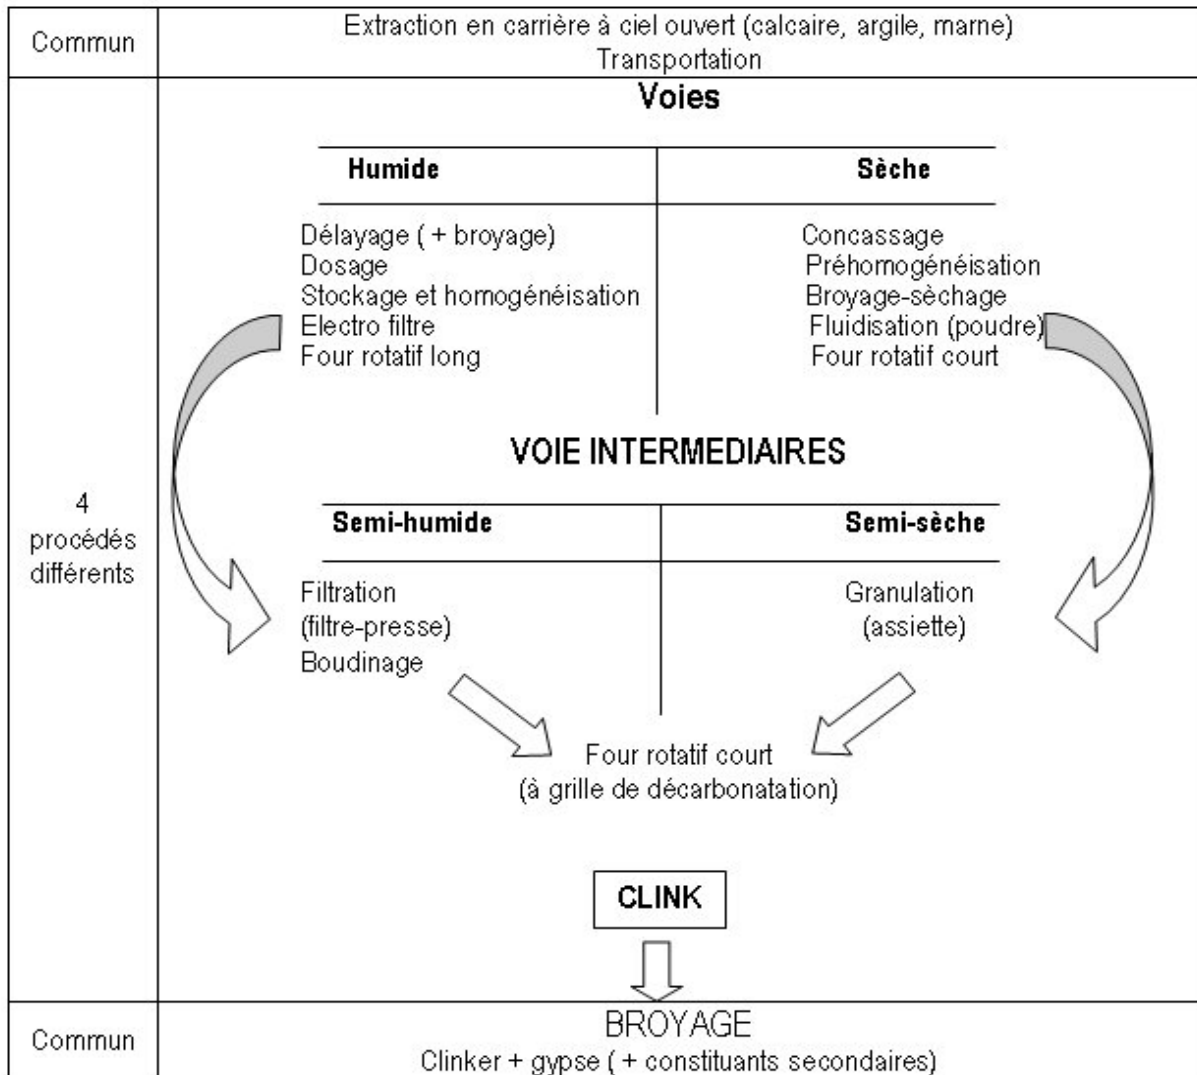 Commun
Extraction en carrière à ciel ouvert (calcaire, argile, marne)
Transportation
4
procédés
différents
Voies
Humide
Délayage ( + broyage)
Dosage
Stockage et homogénéisation
Electro filtre
Four rotatif long
Sèche
Concassage
Préhomogénéisation
Broyage-sèchage
Fluidisation (poudre)
Four rotatif court
VOIE INTERMEDIAIRES
Semi-humide
Filtration
(filtre-presse)
Boudinage
Semi-sèche
Granulation
(assiette)
Four rotatif court
(à grille de décarbonatation)
CLINK
Commun
BROYAGE
Clinker + gypse ( + constituants secondaires)